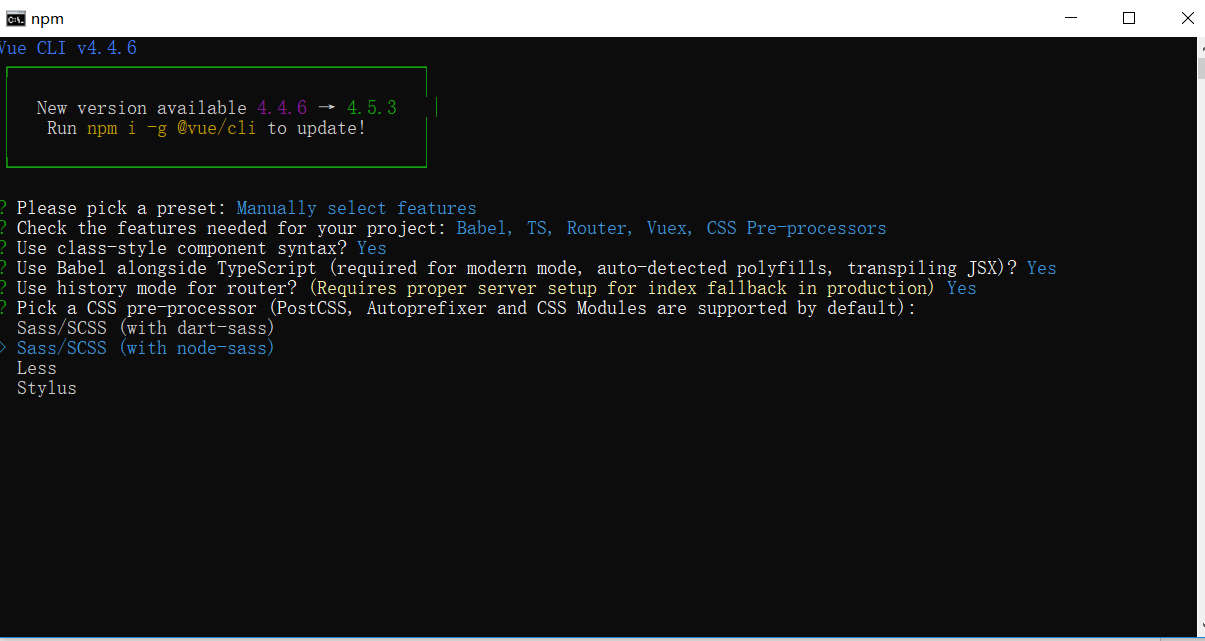 npm
Vue CLI v4.4.6
New version available 4.4.6 → 4.5.3
Run npm i -g @vue/cli to update!
? Please pick a preset: Manually select features
? Check the features needed for your project: Babel, TS, Router, Vuex, CSS Pre-processors
? Use class-style component syntax? Yes
? Use Babel alongside TypeScript (required for modern mode, auto-detected polyfills, transpiling JSX)? Yes
? Use history mode for router? (Requires proper server setup for index fallback in production) Yes
? Pick a CSS pre-processor (PostCSS, Autoprefixer and CSS Modules are supported by default):
Sass/SCSS (with dart-sass)
> Sass/SCSS (with node-sass)
Less
Stylus